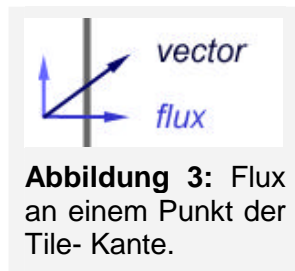 vector
flux
Abbildung 3: Flux
an einem Punkt der
Tile- Kante.